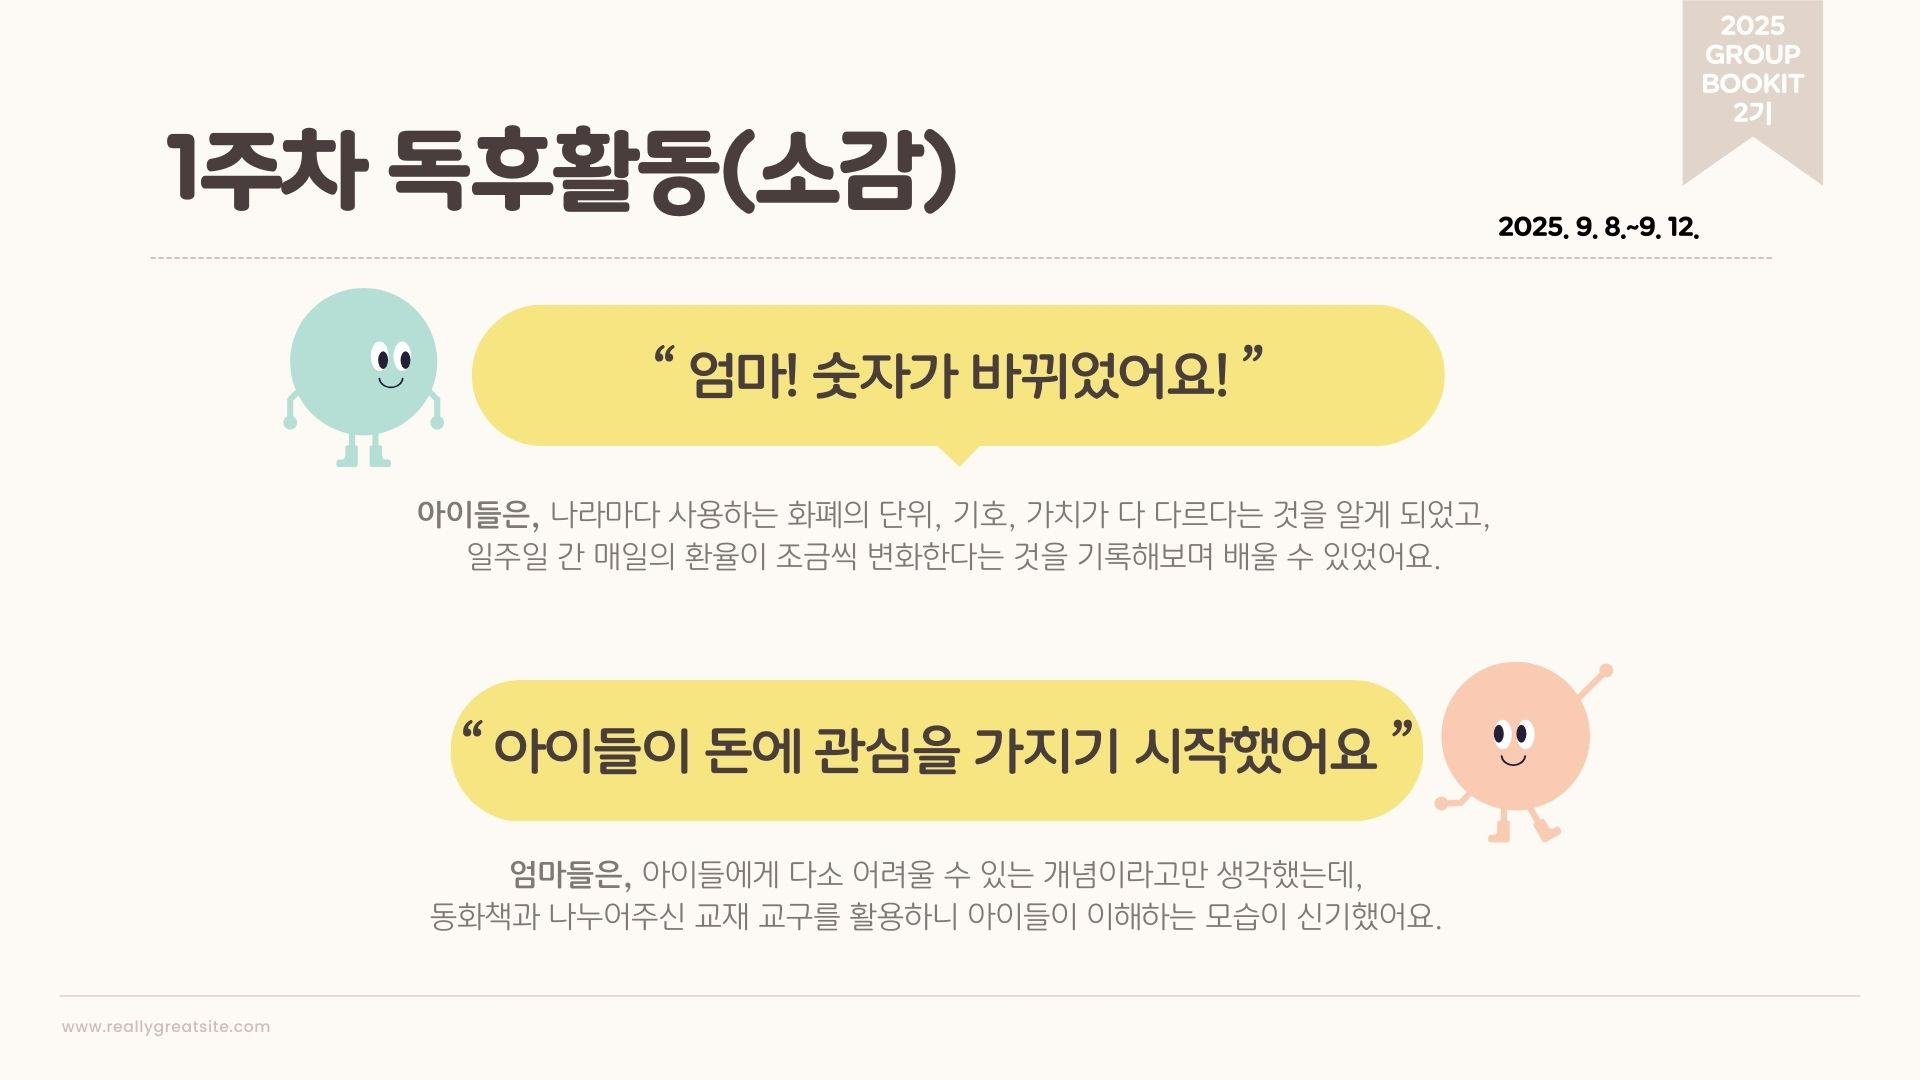 2025
GROUP
BOOKIT
2기
1주차 독후활동(소감)
2025. 9. 8.~9. 12.
“ 엄마! 숫자가 바뀌었어요! ”
아이들은, 나라마다 사용하는 화폐의 단위, 기호, 가치가 다 다르다는 것을 알게 되었고,
일주일 간 매일의 환율이 조금씩 변화한다는 것을 기록해보며 배울 수 있었어요.
“ 아이들이 돈에 관심을 가지기 시작했어요 ”
엄마들은, 아이들에게 다소 어려울 수 있는 개념이라고만 생각했는데,
동화책과 나누어주신 교재 교구를 활용하니 아이들이 이해하는 모습이 신기했어요.
www.reallygreatsite.com